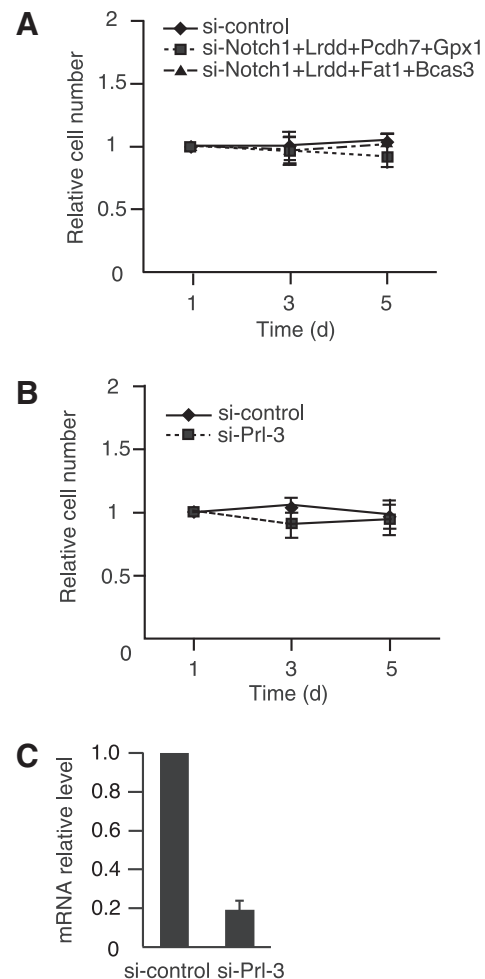 A
2
si-control
si-Notch1+Lrdd+Pcdh7+Gpx1
si-Notch1+Lrdd+Fat1+Bcas3
1.5
1
0.5
0
Relative cell number
1 3 5
Time (d)
B
2
si-control
si-Prl-3
1.5
1
0.5
0
Relative cell number
1 3 5
Time (d)
C
1.0
0.8
0.6
0.4
0.2
0
mRNA relative level
si-control si-Prl-3